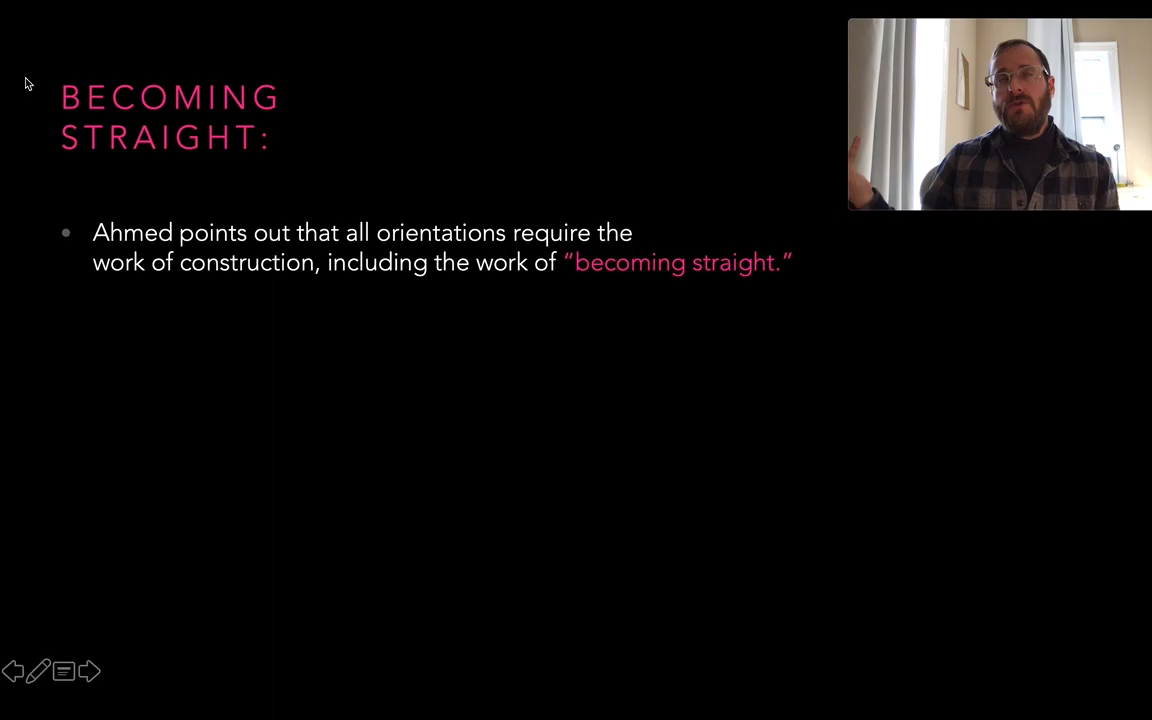 BECOMING
STRAIGHT:
Ahmed points out that all orientations require the
work of construction, including the work of “becoming straight.”